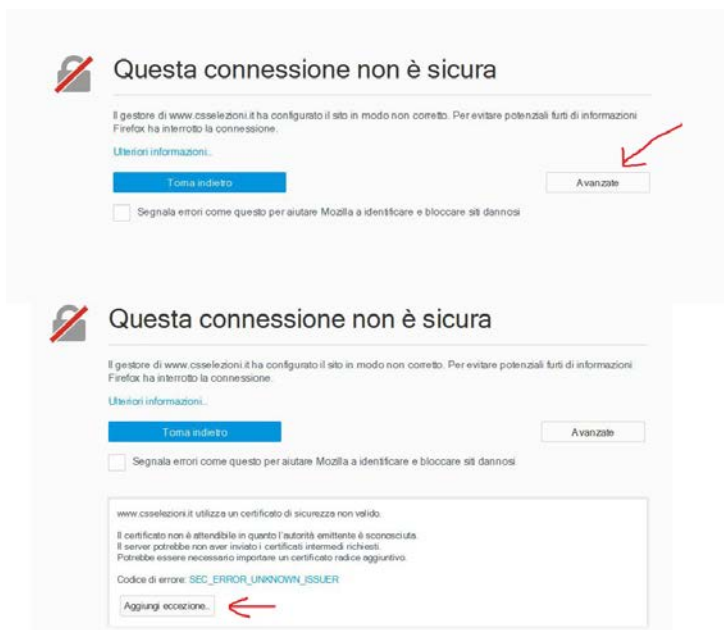 Questa connessione non è sicura
Il gestore di www.csselezioni.it ha configurato il sito in modo non corretto. Per evitare potenziali furti di informazioni
Firefox ha interrotto la connessione.
Ulteriori informazioni..
Torna indietro
Avanzate
Segnala errori come questo per aiutare Mozilla a identificare e bloccare siti dannosi
Questa connessione non è sicura
Il gestore di www.csselezioni.it ha configurato il sito in modo non corretto. Per evitare potenziali furti di informazioni
Firefox ha interrotto la connessione.
Ulteriori informazioni..
Torna indietro
Avanzate
Segnala errori come questo per aiutare Mozilla a identificare e bloccare siti dannosi
www.csselezioni.it utilizza un certificato di sicurezza non valido.
Il certificato non è attendibile in quanto l'autorità emittente è sconosciuta.
Il server potrebbe non aver inviato i certificati intermedi richiesti.
Potrebbe essere necessario importare un certificato radice aggiuntivo.
Codice di errore: SEC_ERROR_UNKNOWN_ISSUER
Aggiungi eccezione..